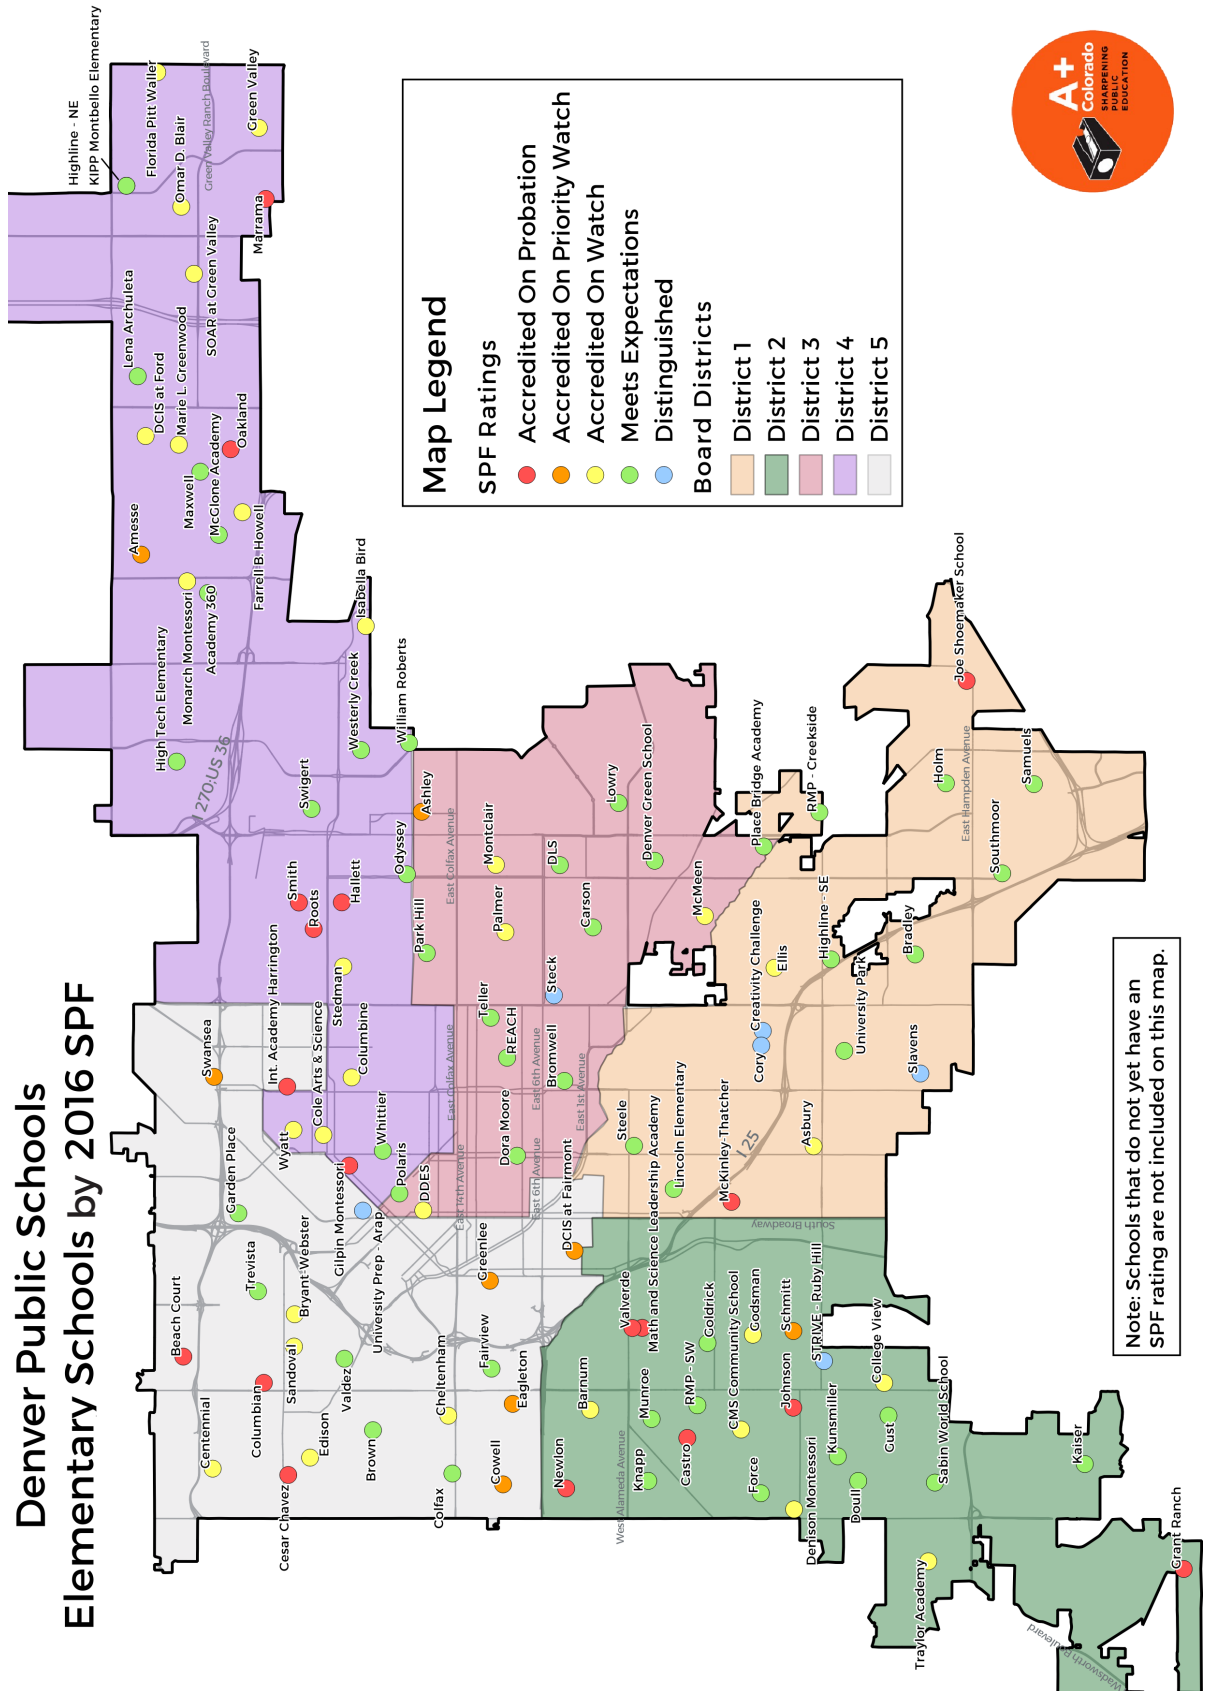 Denver Public Schools
Elementary Schools by 2016 SPF
Highline - NE
KIPP Montbello Elementary
Florida Pitt Waller
Omar D. Blair
Green Valley Ranch Boulevard
Green Valley
Marrama
SOAR at Green Valley
Lena Archuleta
DCIS at Ford
Marie L. Greenwood
Oakland
Maxwell
McGlone Academy
Amesse
Farrell B. Howell
Monarch Montessori
Academy 360
High Tech Elementary
Isabella Bird
Westerly Creek
William Roberts
I 270;US 36
Swigert
Smith
Roots
Hallett
Odyssey
Ashley
East Colfax Avenue
Park Hill
Montclair
Palmer
DLS
Carson
Lowry
Denver Green School
McMeen
Steck
Teller
REACH
Bromwell
East 6th Avenue
East 1st Avenue
East Colfax Avenue
Dora Moore
East 6th Avenue
East 14th Avenue
Int. Academy Harrington
Stedman
Columbine
Cole Arts & Science
Wyatt
Whittier
Polaris
DDES
Gilpin Montessori
University Prep - Arap
Swansea
Garden Place
Trevista
Bryant-Webster
Beach Court
Sandoval
Columbian
Valdez
Centennial
Edison
Cesar Chavez
Brown
Cheltenham
Colfax
Fairview
Greenlee
Eagleton
Cowell
DCIS at Fairmont
Newlon
Barnum
West Alameda Avenue
Valverde
Math and Science Leadership Academy
Munroe
Knapp
Goldrick
RMP - SW
Castro
CMS Community School
Godsman
Force
Schmitt
Johnson
STRIVE - Ruby Hill
Denison Montessori
Kunsmiller
Doull
College View
Gust
Sabin World School
Traylor Academy
Kaiser
Grant Ranch
Wadsworth Boulevard
South Broadway
Steele
Lincoln Elementary
McKinley-Thatcher
I 25
Asbury
Cory
Creativity Challenge
Ellis
Highline - SE
University Park
Bradley
Slavens
Place Bridge Academy
RMP - Creekside
Holm
East Hampden Avenue
Southmoor
Samuels
Joe Shoemaker School
Map Legend
SPF Ratings
Accredited On Probation
Accredited On Priority Watch
Accredited On Watch
Meets Expectations
Distinguished
Board Districts
District 1
District 2
District 3
District 4
District 5
Note: Schools that do not yet have an
SPF rating are not included on this map.
A+
Colorado
SHARPENING
PUBLIC
EDUCATION